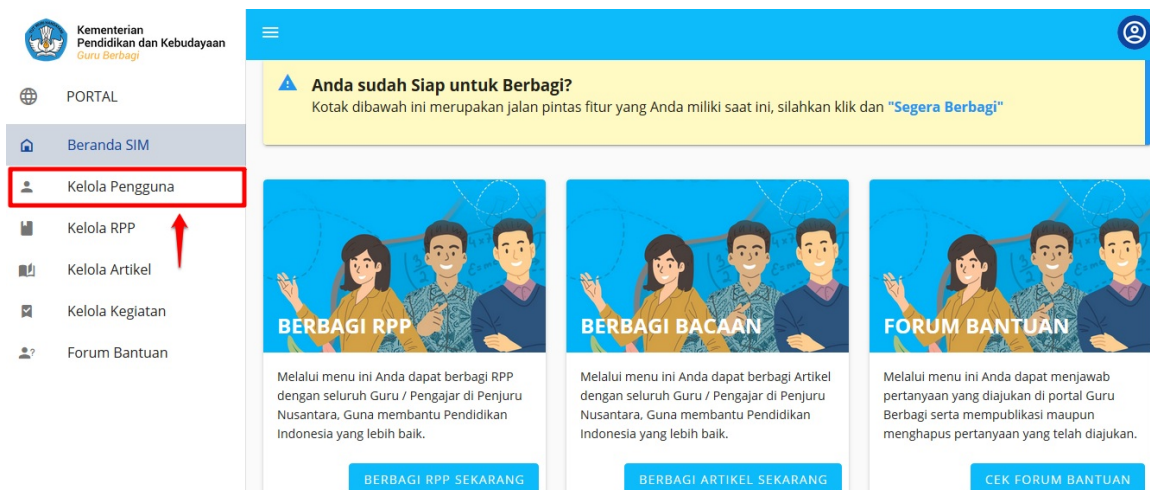 Kementerian
Pendidikan dan Kebudayaan
Guru Berbagi
PORTAL
Beranda SIM
Kelola Pengguna
Kelola RPP
Kelola Artikel
Kelola Kegiatan
Forum Bantuan
Anda sudah Siap untuk Berbagi?
Kotak dibawah ini merupakan jalan pintas fitur yang Anda miliki saat ini, silahkan klik dan "Segera Berbagi"
BERBAGI RPP
Melalui menu ini Anda dapat berbagi RPP
dengan seluruh Guru / Pengajar di Penjuru
Nusantara, Guna membantu Pendidikan
Indonesia yang lebih baik.
BERBAGI RPP SEKARANG
BERBAGI BACAAN
Melalui menu ini Anda dapat berbagi Artikel
dengan seluruh Guru / Pengajar di Penjuru
Nusantara, Guna membantu Pendidikan
Indonesia yang lebih baik.
BERBAGI ARTIKEL SEKARANG
FORUM BANTUAN
Melalui menu ini Anda dapat menjawab
pertanyaan yang diajukan di portal Guru
Berbagi serta mempublikasi maupun
menghapus pertanyaan yang telah diajukan.
CEK FORUM BANTUAN